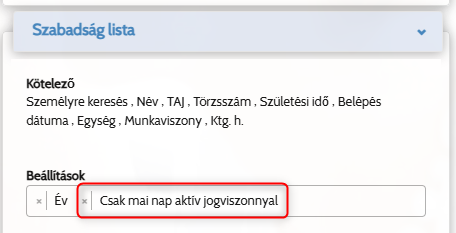 Szabadság lista
Kötelező
Személyre keresés , Név , TAJ , Törzsszám , Születési idő , Belépés
dátuma , Egység , Munkaviszony , Ktg. h.
Beállítások
× Év × Csak mai nap aktív jogviszonnyal